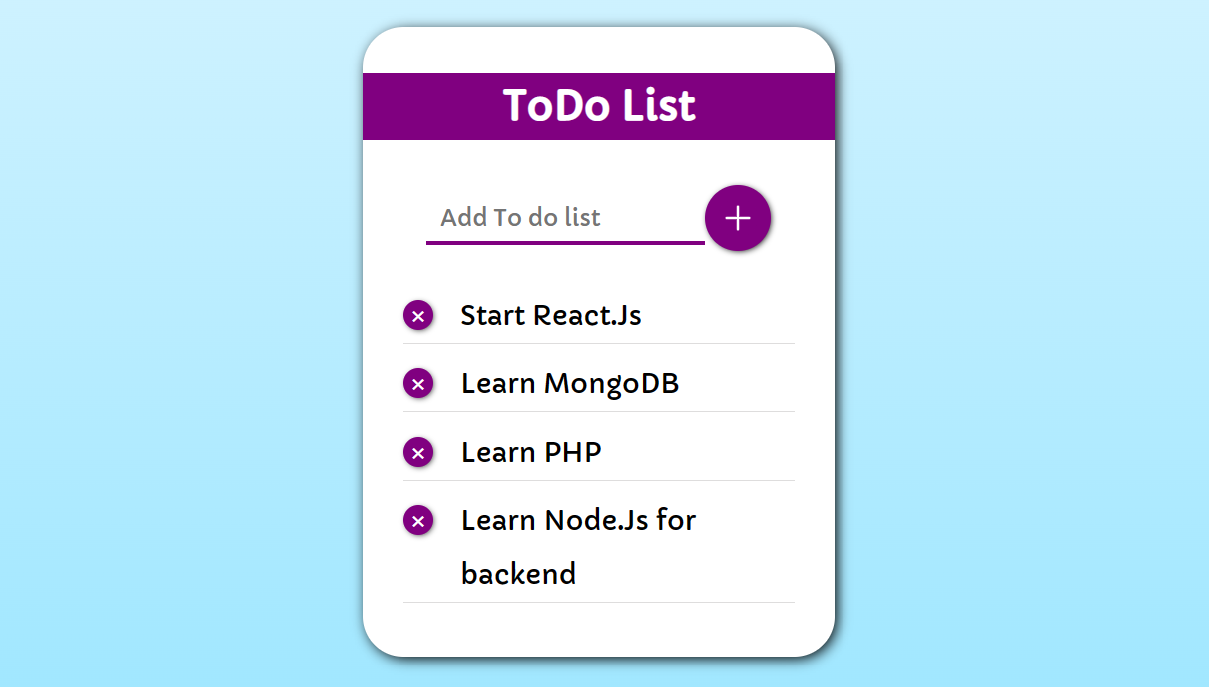 ToDo List
Add To do list
Start React.Js
Learn MongoDB
Learn PHP
Learn Node.Js for
backend